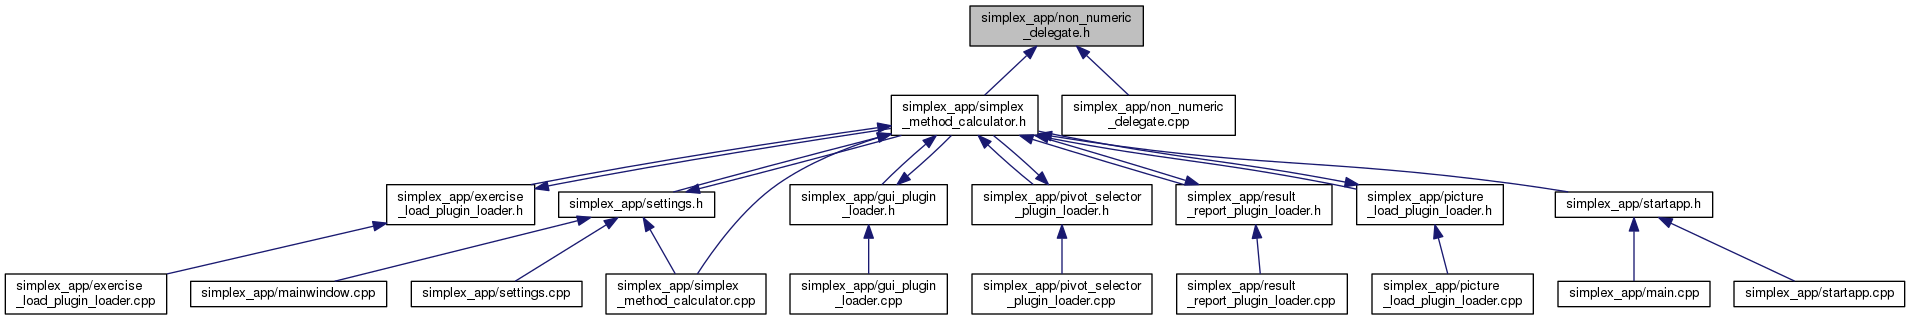 simplex_app/non_numeric
_delegate.h
simplex_app/simplex
_method_calculator.h
simplex_app/non_numeric
_delegate.cpp
simplex_app/exercise
_load_plugin_loader.h
simplex_app/settings.h
simplex_app/gui_plugin
_loader.h
simplex_app/pivot_selector
_plugin_loader.h
simplex_app/result
_report_plugin_loader.h
simplex_app/picture
_load_plugin_loader.h
simplex_app/startapp.h
simplex_app/exercise
_load_plugin_loader.cpp
simplex_app/mainwindow.cpp
simplex_app/settings.cpp
simplex_app/simplex
_method_calculator.cpp
simplex_app/gui_plugin
_loader.cpp
simplex_app/pivot_selector
_plugin_loader.cpp
simplex_app/result
_report_plugin_loader.cpp
simplex_app/picture
_load_plugin_loader.cpp
simplex_app/main.cpp
simplex_app/startapp.cpp